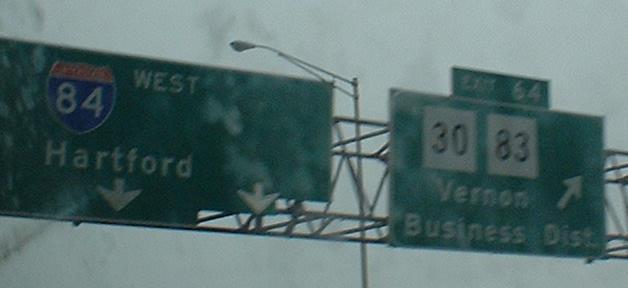 84 WEST
Hartford
EXIT 64
30 83
Vernon
Business Dist.